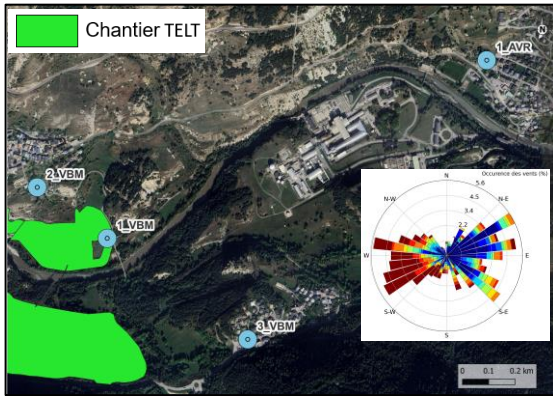 Chantier TELT
1_AVR
N
2_VBM
1_VBM
3_VBM
Occurrence des vents (%)
N
5.6
4.5
3.4
2.2
N-W
N-E
W
E
S-W
S-E
S
0 0.1 0.2 km